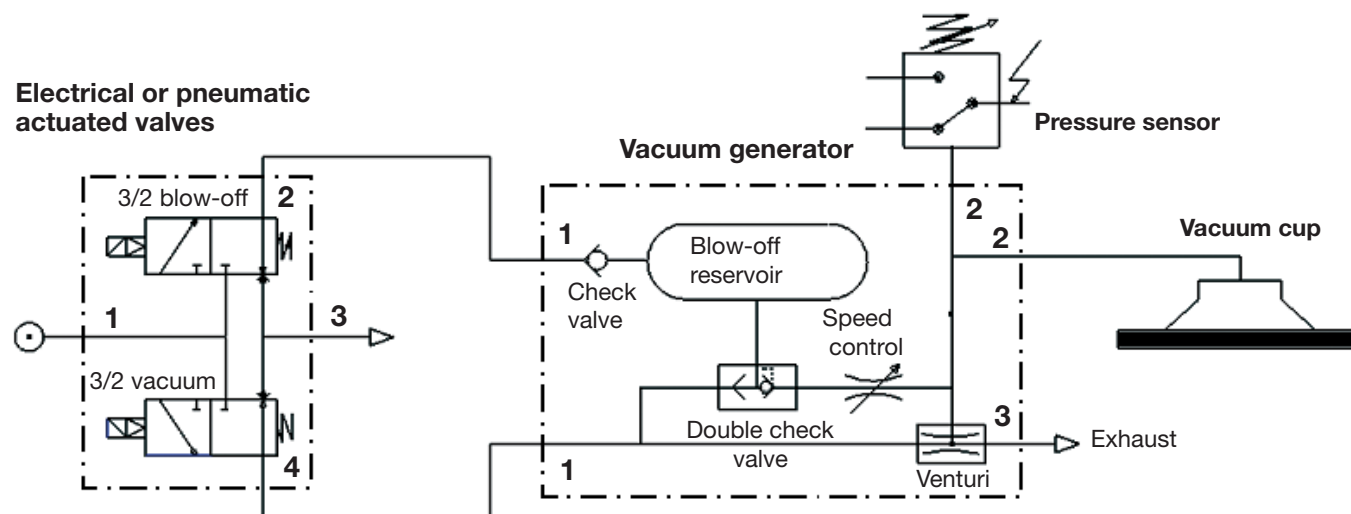 Electrical or pneumatic
actuated valves
3/2 blow-off
2
1
3
3/2 vacuum
4
Vacuum generator
1
Check
valve
Blow-off
reservoir
Speed
control
Double check
valve
1
Venturi
3
Exhaust
2
2
Pressure sensor
Vacuum cup